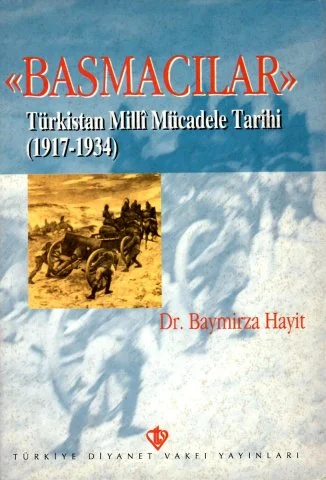 «BASMACILAR»
Türkistan Millî Mücadele Tarihi
(1917-1934)
Dr. Baymirza Hayit
TÜRKİYE DİYANET VAKFI YAYINLARI